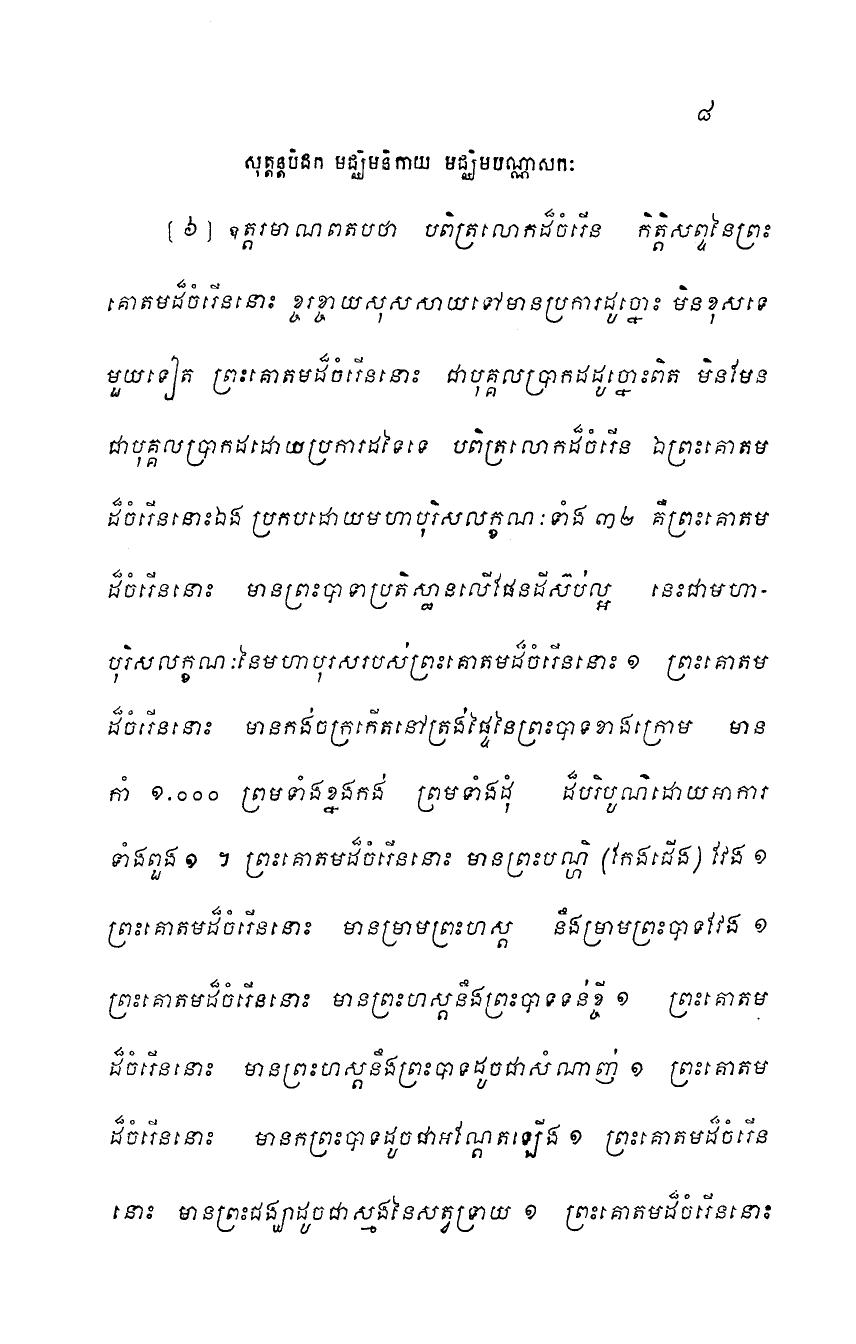 ៨
សុត្តន្តបិដក មជ្ឈិមនិកាយ មជ្ឈិមបណ្ណាសកៈ
[៦] ឧត្តរមាណពតបថា បពិត្រលោកដ៏ចំរើន កិត្តិសព្ទនៃព្រះ
គោតមដ៏ចំរើននោះ ខ្ចរខ្ចាយសុសសាយទៅមានប្រការដូច្នោះ មិនខុសទេ
មួយទៀត ព្រះគោតមដ៏ចំរើននោះ ជាបុគ្គលប្រាកដដូច្នោះពិត មិនមែន
ជាបុគ្គលប្រាកដដោយប្រការដទៃទេ បពិត្រលោកដ៏ចំរើន ឯព្រះគោតម
ដ៏ចំរើននោះឯង ប្រកបដោយមហាបុរិសលក្ខណៈទាំង ៣២ គឺព្រះគោតម
ដ៏ចំរើននោះ មានព្រះបាទាប្រតិស្ឋានលើផែនដីស៊ប់ល្អ នេះជាមហា-
បុរិសលក្ខណៈនៃមហាបុរសរបស់ព្រះគោតមដ៏ចំរើននោះ ១ ព្រះគោតម
ដ៏ចំរើននោះ មានកង់ចក្រកើតនៅត្រង់ផ្ទៃនៃព្រះបាទខាងក្រោម មាន
កាំ ១.០០០ ព្រមទាំងខ្នងកង់ ព្រមទាំងដុំ ដ៏បរិបូណ៌ដោយអាការ
ទាំងពួង ១ ។ ព្រះគោតមដ៏ចំរើននោះ មានព្រះបណ្ហិ (កែងជើង) វែង ១
ព្រះគោតមដ៏ចំរើននោះ មានម្រាមព្រះហស្ត នឹងម្រាមព្រះបាទវែង ១
ព្រះគោតមដ៏ចំរើននោះ មានព្រះហស្តនឹងព្រះបាទទន់ខ្ចី ១ ព្រះគោតម
ដ៏ចំរើននោះ មានព្រះហស្តនឹងព្រះបាទដូចជាសំណាញ់ ១ ព្រះគោតម
ដ៏ចំរើននោះ មានកព្រះបាទដូចជាអណ្តែតឡើង ១ ព្រះគោតមដ៏ចំរើន
នោះ មានព្រះជង្ឃាដូចជាស្មងនៃសត្វទ្រាយ ១ ព្រះគោតមដ៏ចំរើននោះ